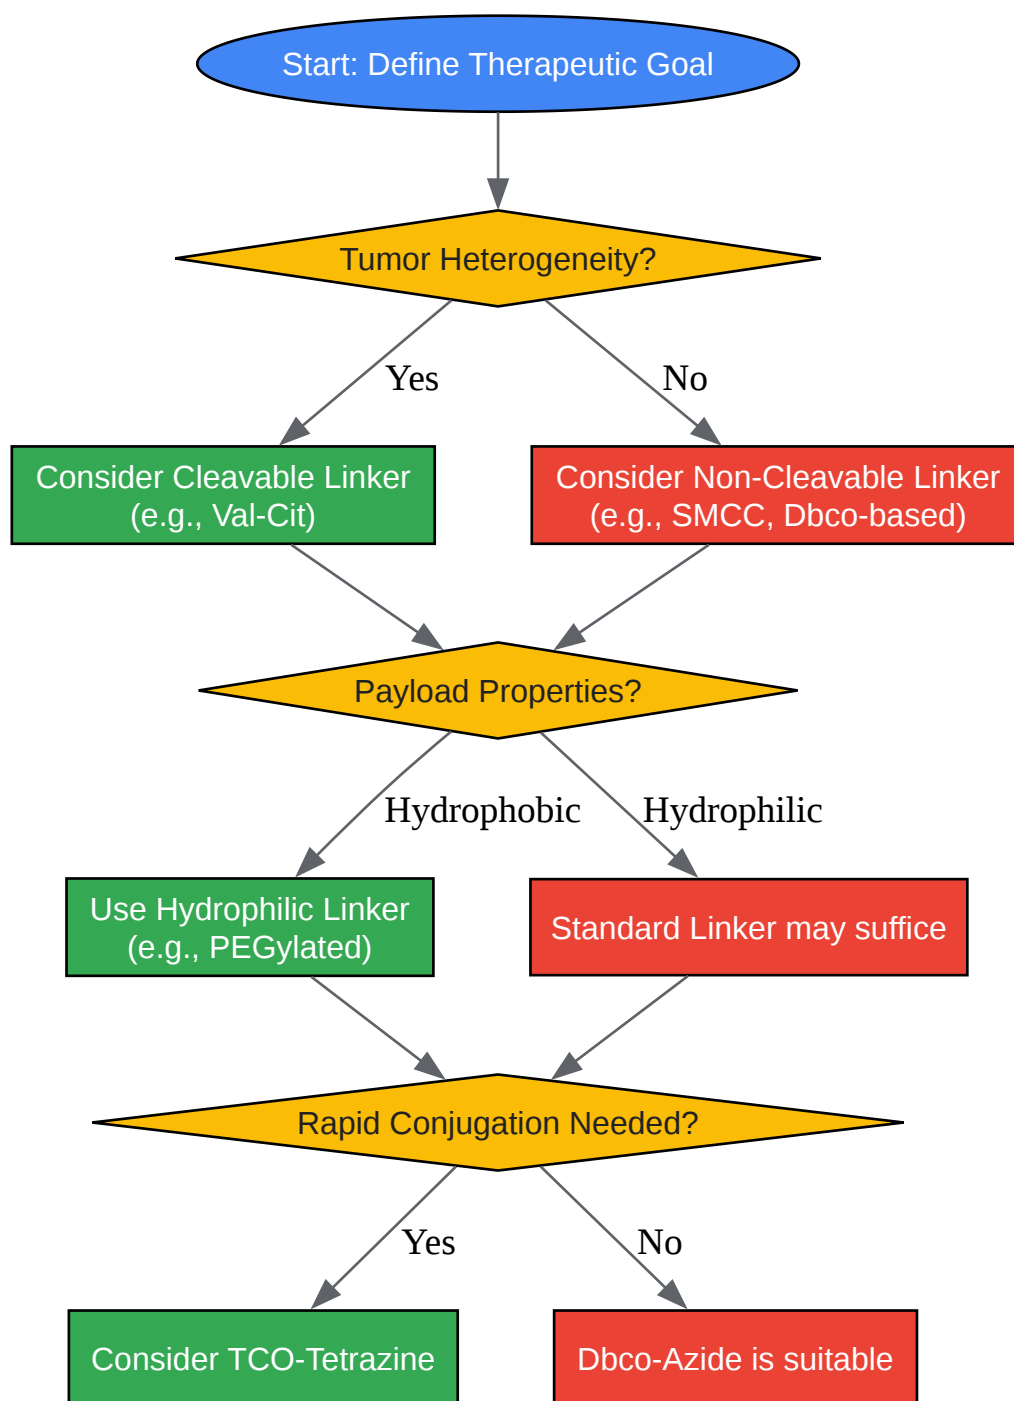 Start: Define Therapeutic Goal
Tumor Heterogeneity?
Yes
No
Consider Cleavable Linker
(e.g., Val-Cit)
Consider Non-Cleavable Linker
(e.g., SMCC, Dbco-based)
Payload Properties?
Hydrophobic
Hydrophilic
Use Hydrophilic Linker
(e.g., PEGylated)
Standard Linker may suffice
Rapid Conjugation Needed?
Yes
No
Consider TCO-Tetrazine
Dbco-Azide is suitable